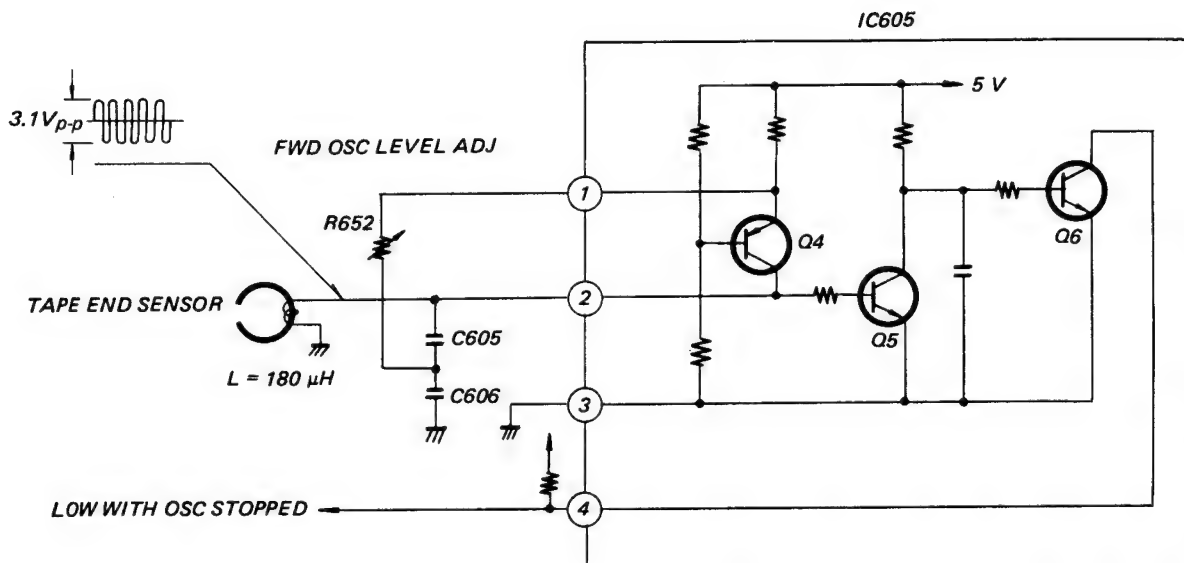 IC605
5 V
3.1Vp-p
FWD OSC LEVEL ADJ
1
R652
Q4
Q6
TAPE END SENSOR
2
C605
Q5
L = 180 μH
C606
3
LOW WITH OSC STOPPED
4